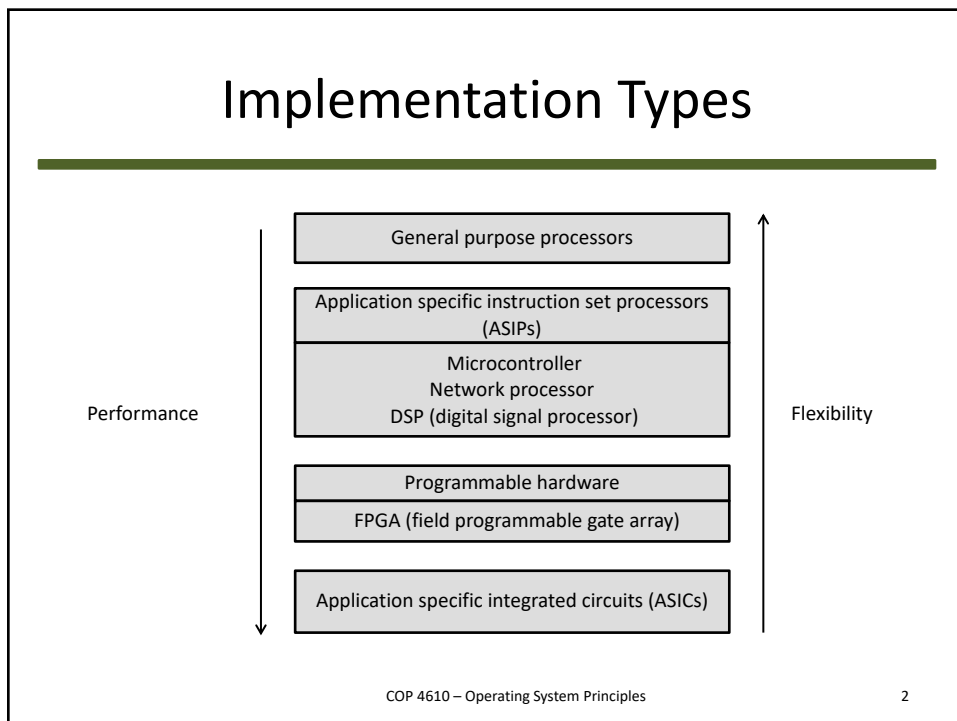 Implementation Types
General purpose processors
Application specific instruction set processors
(ASIPs)
Microcontroller
Network processor
DSP (digital signal processor)
Performance
Flexibility
Programmable hardware
FPGA (field programmable gate array)
Application specific integrated circuits (ASICs)
COP 4610 – Operating System Principles
2